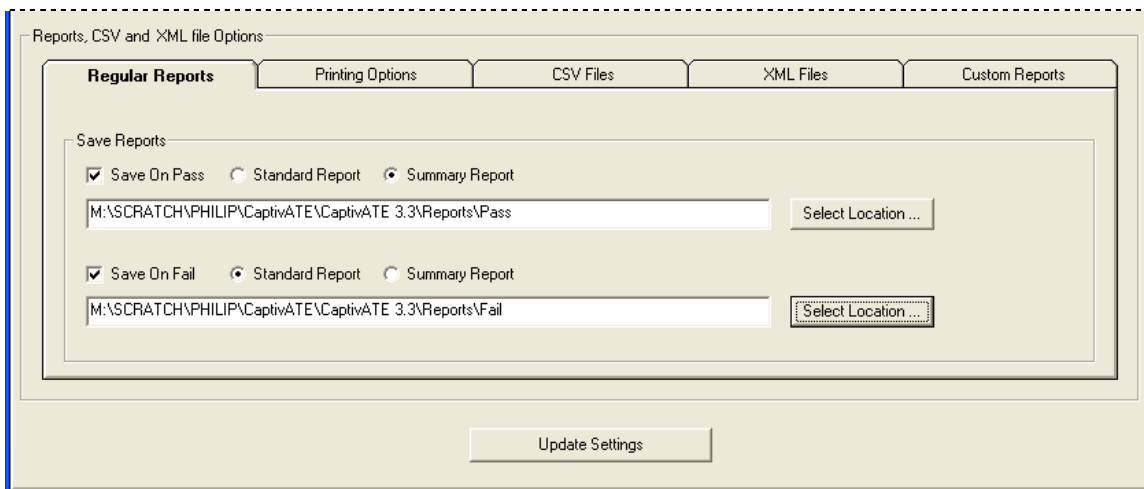 Reports, CSV and XML file Options
Regular Reports Printing Options CSV Files XML Files Custom Reports
Save Reports
Save On Pass Standard Report Summary Report
M:\SCRATCH\PHILIP\CaptivATE\CaptivATE 3.3\Reports\Pass Select Location ...
Save On Fail Standard Report Summary Report
M:\SCRATCH\PHILIP\CaptivATE\CaptivATE 3.3\Reports\Fail Select Location ...
Update Settings